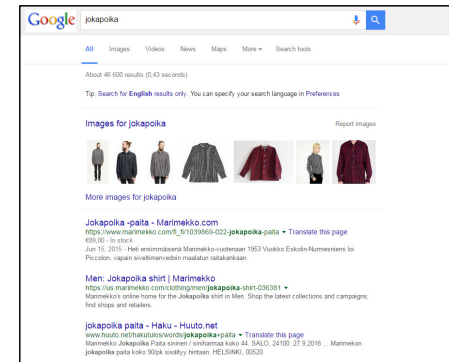 Google jokapoika
All Images Videos News Maps More Search tools
About 46 600 results (0,43 seconds)
Tip: Search for English results only. You can specify your search language in Preferences
Images for jokapoika Report images
More images for jokapoika
Jokapoika -paita - Marimekko.com
https://www.marimekko.com/fi_fi/1039869-022-jokapoika-paita Translate this page
€89,00 - In stock
Jun 15, 2015 - Heti ensimmäisenä Marimekko-vuotenaan 1953 Vuokko Eskolin-Nurmesniemi loi
Piccolon, vapain siveltimenvedoin maalatun raitakankaan.
Men: Jokapoika shirt | Marimekko
https://us.marimekko.com/clothing/men/jokapoika-shirt-036381
Marimekko's online home for the Jokapoika shirt in Men. Shop the latest collections and campaigns,
find shops and retailers.
jokapoika paita - Haku - Huuto.net
www.huuto.net/hakutulos/words/jokapoika+paita Translate this page
Marimekko Jokapoika Paita sininen / siniharmaa koko 44. SALO, 24100: 27.9.2016 ... Marimekon
jokapoika paita koko 90/pk sisältyy hintaan. HELSINKI, 00520